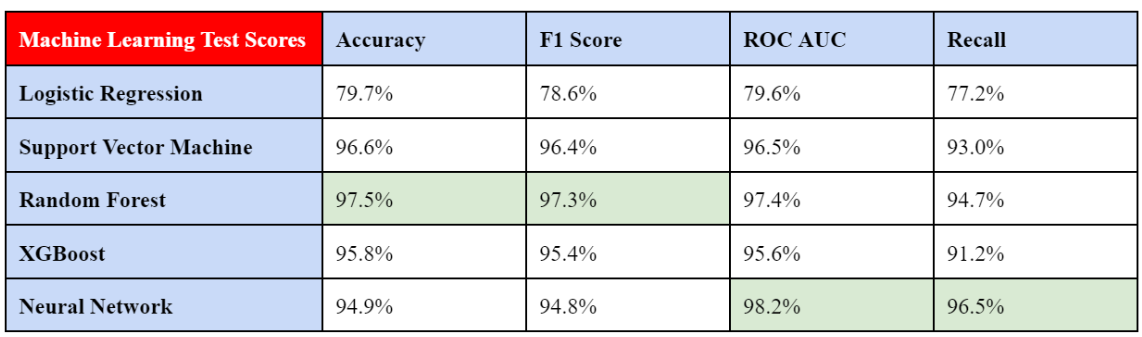 Machine Learning Test Scores Accuracy F1 Score ROC AUC Recall
Logistic Regression 79.7% 78.6% 79.6% 77.2%
Support Vector Machine 96.6% 96.4% 96.5% 93.0%
Random Forest 97.5% 97.3% 97.4% 94.7%
XGBoost 95.8% 95.4% 95.6% 91.2%
Neural Network 94.9% 94.8% 98.2% 96.5%